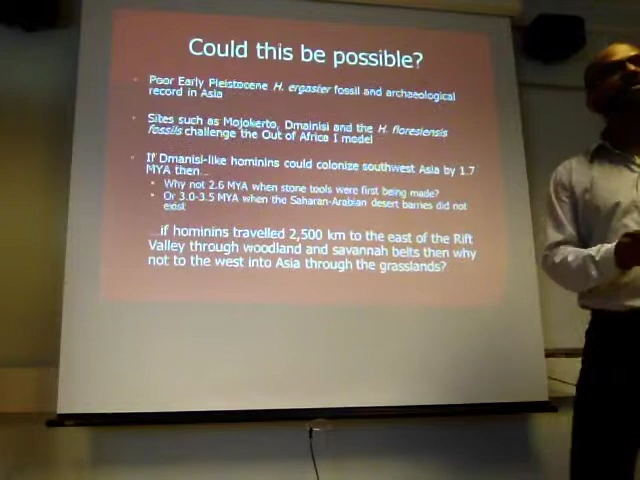 Could this be possible?
Poor Early Pleistocene H. ergaster fossil and archaeological
record in Asia
Sites such as Mojokerto, Dmainisi and the H. floresiensis
fossils challenge the Out of Africa 1 model
If Dmanisi-like hominins could colonize southwest Asia by 1.7
MYA then...
Why not 2.6 MYA when stone tools were first being made?
Or 3.0-3.5 MYA when the Saharan-Arabian desert barries did not
exist
...if hominins travelled 2,500 km to the east of the Rift
Valley through woodland and savannah belts then why
not to the west into Asia through the grasslands?